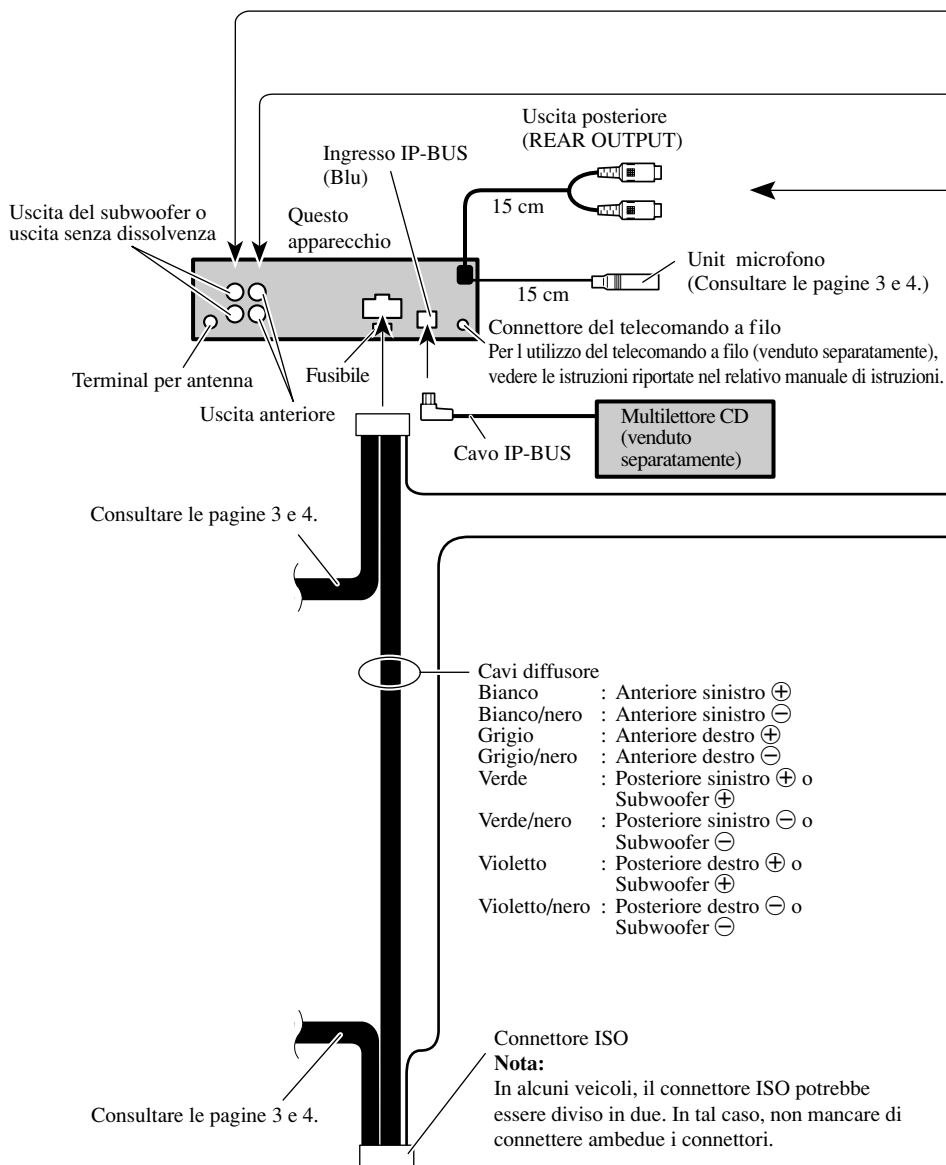 Uscita posteriore
(REAR OUTPUT)
Ingresso IP-BUS
(Blu)
15 cm
Uscita del subwoofer o
uscita senza dissolvenza
Questo
apparecchio
Unit microfono
(Consultare le pagine 3 e 4.)
15 cm
Connettore del telecomando a filo
Per l utilizzo del telecomando a filo (venduto separatamente),
vedere le istruzioni riportate nel relativo manuale di istruzioni.
Terminal per antenna
Fusibile
Uscita anteriore
Multilettore CD
(venduto
separatamente)
Cavo IP-BUS
Consultare le pagine 3 e 4.
Cavi diffusore
Bianco : Anteriore sinistro ⊕
Bianco/nero : Anteriore sinistro ⊖
Grigio : Anteriore destro ⊕
Grigio/nero : Anteriore destro ⊖
Verde : Posteriore sinistro ⊕ o
Subwoofer ⊕
Verde/nero : Posteriore sinistro ⊖ o
Subwoofer ⊖
Violetto : Posteriore destro ⊕ o
Subwoofer ⊕
Violetto/nero : Posteriore destro ⊖ o
Subwoofer ⊖
Connettore ISO
Nota:
In alcuni veicoli, il connettore ISO potrebbe
essere diviso in due. In tal caso, non mancare di
connettere ambedue i connettori.
Consultare le pagine 3 e 4.